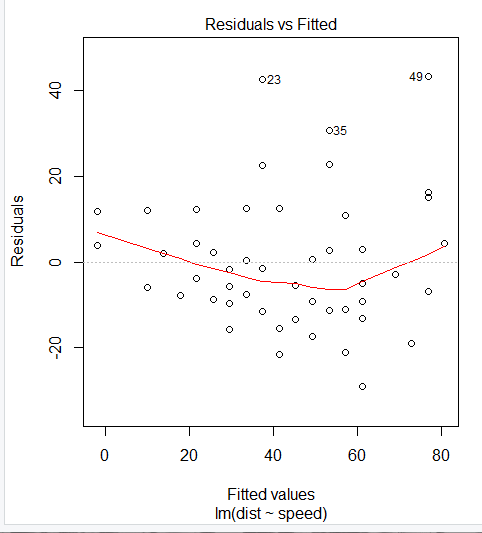 Residuals vs Fitted
Residuals
40
20
0
-20
23
49
35
0 20 40 60 80
Fitted values
lm(dist ~ speed)